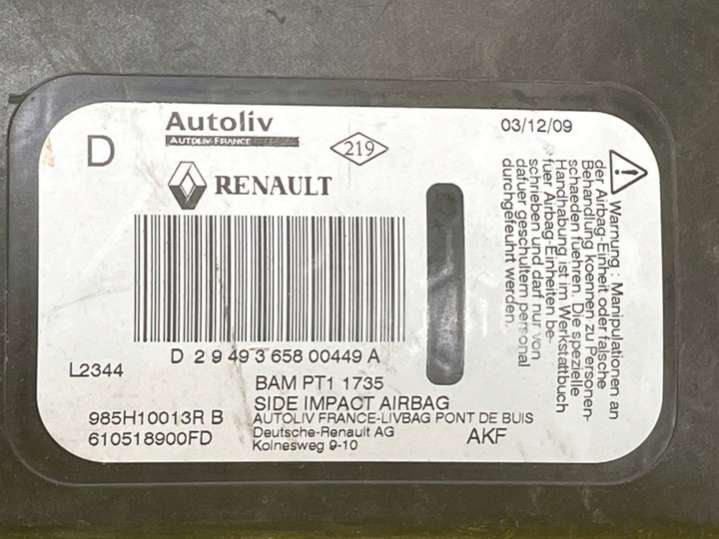 D
Autoliv
AUTOLIV FRANCE
219
03/12/09
RENAULT
D 2 9 49 3 658 00449 A
L2344
BAM PT1 1735
SIDE IMPACT AIRBAG
985H10013R B
AUTOLIV FRANCE-LIVBAG PONT DE BUIS
610518900FD
Deutsche-Renault AG
AKF
Kolnesweg 9-10
Warnung : Manipulationen an
der Airbag-Einheit oder falsche
Behandlung koennen zu Personen-
schaeden fuehren. Die spezielle
Handhabung ist im Werkstattbuch
fuer Airbag-Einheiten be-
schrieben und darf nur von
dafuer geschultem personal
durchgefeuhrt werden.